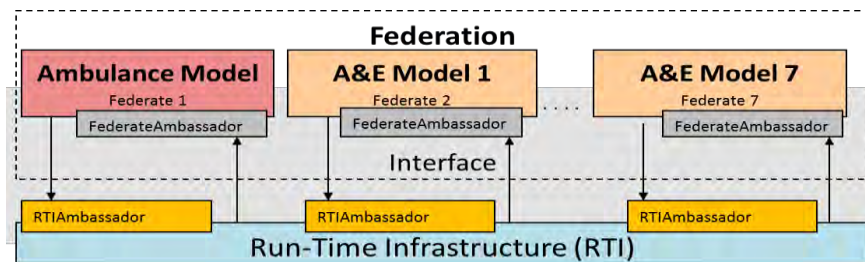 Federation
Ambulance Model
Federate 1
FederateAmbassador
A&E Model 1
Federate 2
FederateAmbassador
. . . .
A&E Model 7
Federate 7
FederateAmbassador
Interface
RTIAmbassador
RTIAmbassador
RTIAmbassador
Run-Time Infrastructure (RTI)